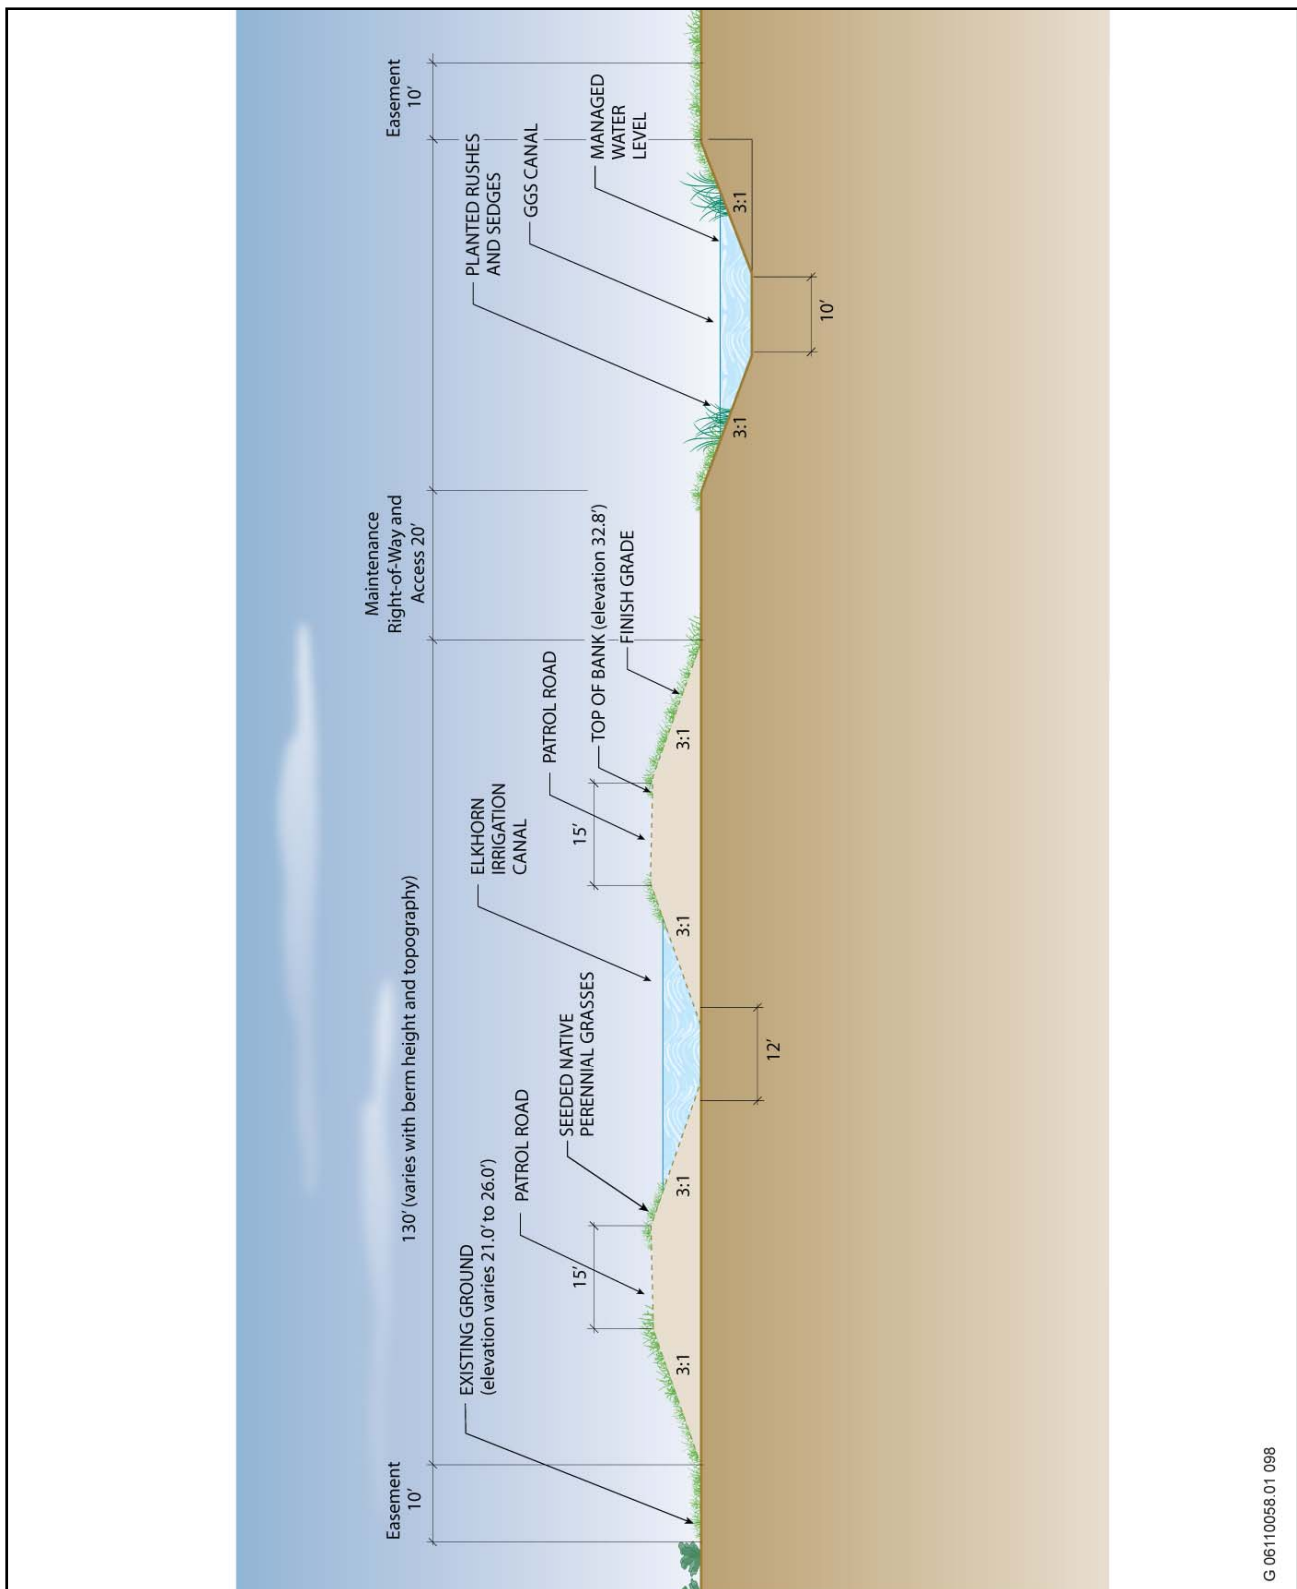 Easement
10'
130' (varies with berm height and topography)
Maintenance
Right-of-Way and
Access 20'
Easement
10'
EXISTING GROUND
(elevation varies 21.0' to 26.0')
PATROL ROAD
SEEDED NATIVE
PERENNIAL GRASSES
ELKHORN
IRRIGATION
CANAL
PATROL ROAD
TOP OF BANK (elevation 32.8')
FINISH GRADE
PLANTED RUSHES
AND SEDGES
GGS CANAL
MANAGED
WATER
LEVEL
15'
15'
3:1
3:1
3:1
3:1
3:1
3:1
12'
10'
G 06110058.01 098